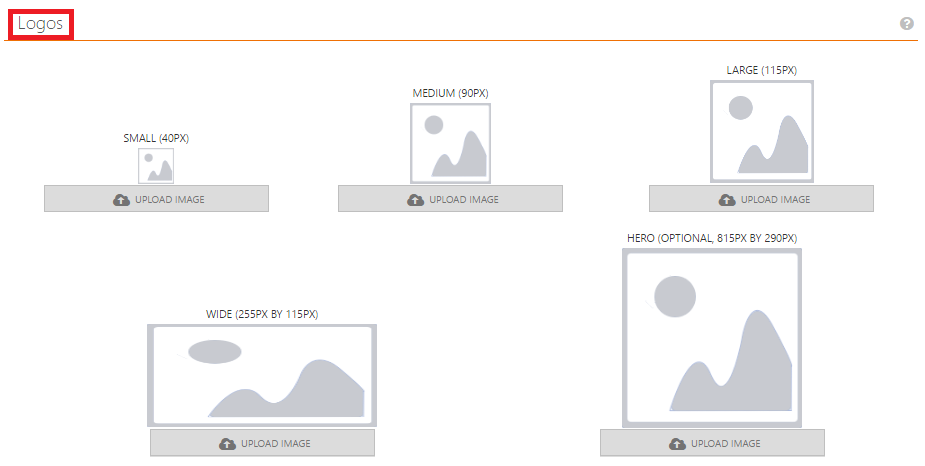 Logos
?
SMALL (40PX)
MEDIUM (90PX)
LARGE (115PX)
UPLOAD IMAGE
UPLOAD IMAGE
UPLOAD IMAGE
WIDE (255PX BY 115PX)
HERO (OPTIONAL, 815PX BY 290PX)
UPLOAD IMAGE
UPLOAD IMAGE